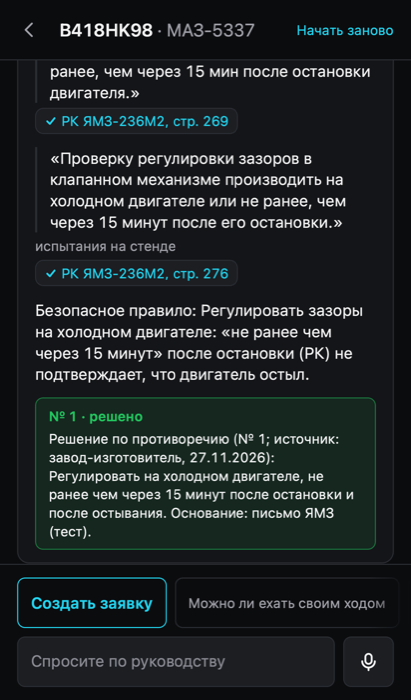 В418НК98 · МАЗ-5337
Начать заново
ранее, чем через 15 мин после остановки
двигателя.»
✓ РК ЯМЗ-236М2, стр. 269
«Проверку регулировки зазоров в
клапанном механизме производить на
холодном двигателе или не ранее, чем
через 15 минут после его остановки.»
испытания на стенде
✓ РК ЯМЗ-236М2, стр. 276
Безопасное правило: Регулировать зазоры
на холодном двигателе: «не ранее чем
через 15 минут» после остановки (РК) не
подтверждает, что двигатель остыл.
№ 1 · решено
Решение по противоречию (№ 1; источник:
завод-изготовитель, 27.11.2026):
Регулировать на холодном двигателе, не
ранее чем через 15 минут после остановки и
после остывания. Основание: письмо ЯМЗ
(тест).
Создать заявку
Можно ли ехать своим ходом
Спросите по руководству